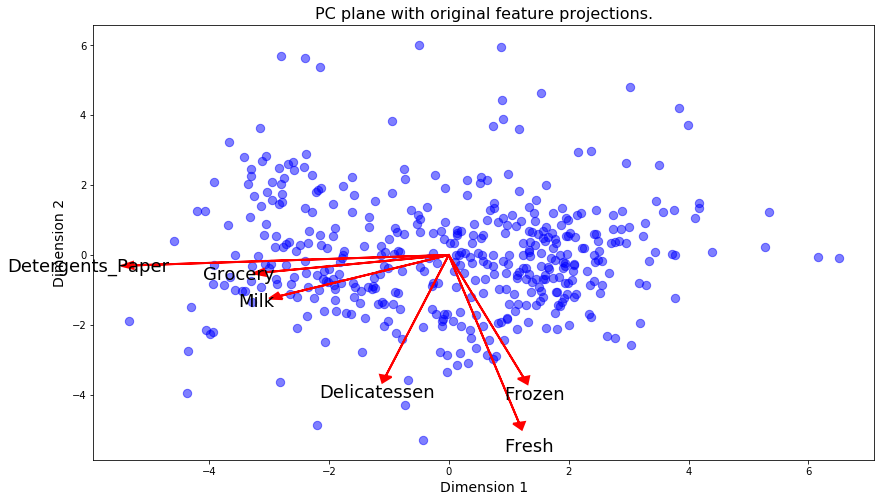 PC plane with original feature projections.
6
4
2
0
−2
−4
Dimension 2
Detergents_Paper
Grocery
Milk
Delicatessen
Frozen
Fresh
−4
−2
0
2
4
6
Dimension 1